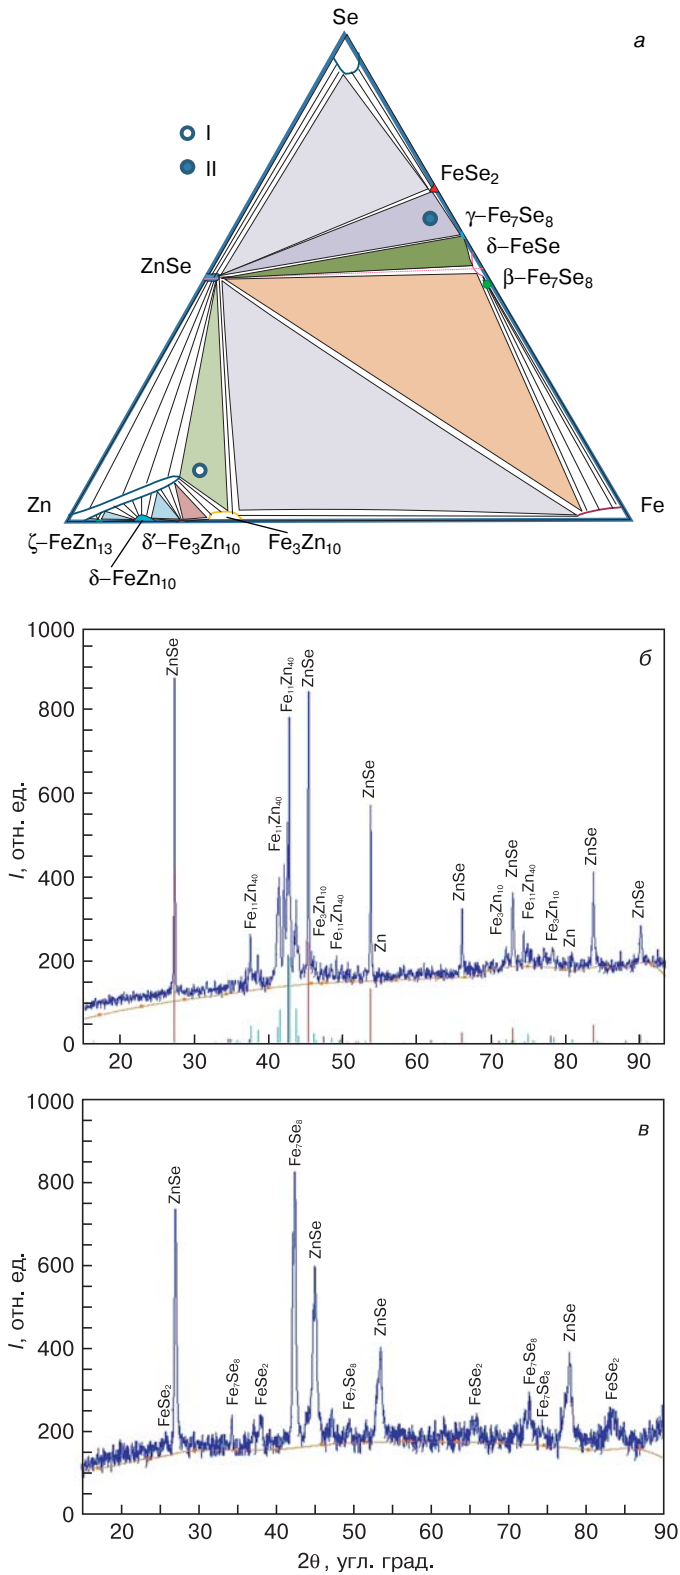 Se
а
I
II
FeSe2
γ–Fe7Se8
δ–FeSe
ZnSe
β–Fe7Se8
Zn
Fe
ζ–FeZn13
δ′–Fe3Zn10
Fe3Zn10
δ–FeZn10
1000
800
600
400
200
0
I, отн. ед.
б
ZnSe
Fe11Zn40
Fe11Zn40
Fe11Zn40
ZnSe
Fe3Zn10
Fe11Zn40
ZnSe
Zn
ZnSe
Fe3Zn10
ZnSe
Fe11Zn40
Fe3Zn10
Zn
ZnSe
ZnSe
20 30 40 50 60 70 80 90
1000
800
600
400
200
0
I, отн. ед.
в
FeSe2
ZnSe
Fe7Se8
FeSe2
Fe7Se8
ZnSe
Fe7Se8
ZnSe
FeSe2
Fe7Se8
Fe7Se8
ZnSe
FeSe2
20 30 40 50 60 70 80 90
2θ, угл. град.